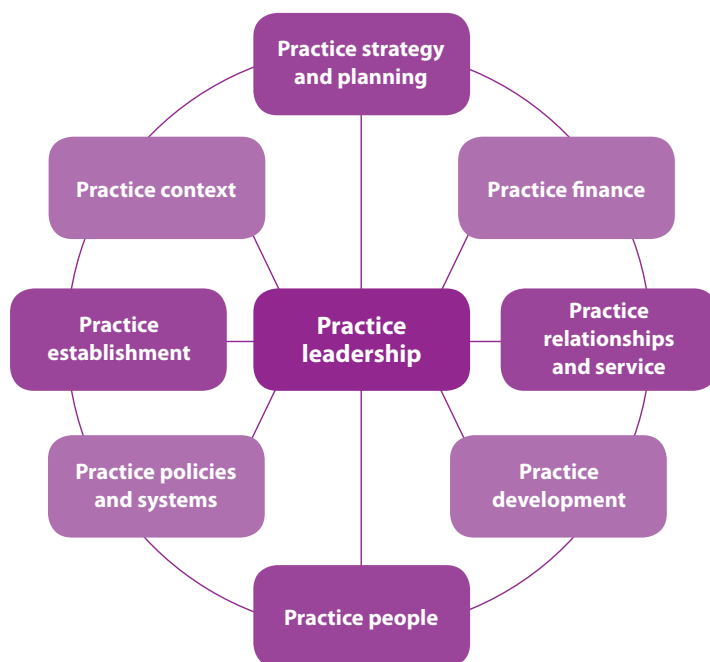 Practice strategy
and planning
Practice context
Practice finance
Practice
establishment
Practice
leadership
Practice
relationships
and service
Practice policies
and systems
Practice
development
Practice people